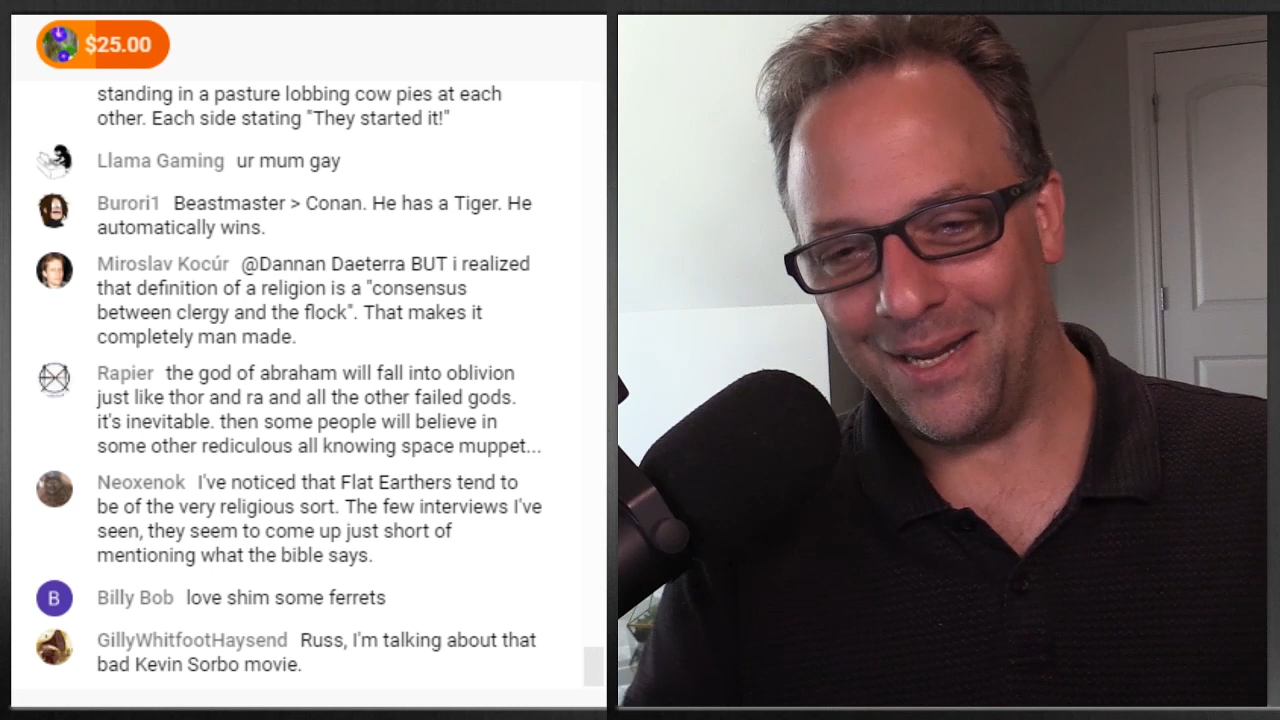 $25.00
standing in a pasture lobbing cow pies at each
other. Each side stating "They started it!"
Llama Gaming ur mum gay
Burori1 Beastmaster > Conan. He has a Tiger. He
automatically wins.
Miroslav Kocúr @Dannan Daeterra BUT i realized
that definition of a religion is a "consensus
between clergy and the flock". That makes it
completely man made.
Rapier the god of abraham will fall into oblivion
just like thor and ra and all the other failed gods.
it's inevitable. then some people will believe in
some other rediculous all knowing space muppet...
Neoxenok I've noticed that Flat Earthers tend to
be of the very religious sort. The few interviews I've
seen, they seem to come up just short of
mentioning what the bible says.
B
Billy Bob love shim some ferrets
GillyWhitfootHaysend Russ, I'm talking about that
bad Kevin Sorbo movie.